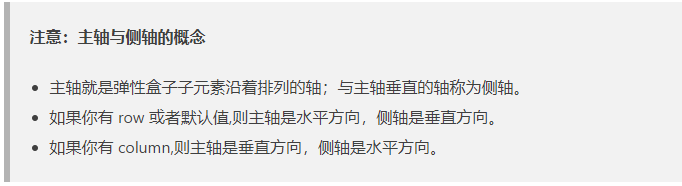 注意：主轴与侧轴的概念
主轴就是弹性盒子子元素沿着排列的轴；与主轴垂直的轴称为侧轴。
如果你有 row 或者默认值,则主轴是水平方向，侧轴是垂直方向。
如果你有 column,则主轴是垂直方向，侧轴是水平方向。